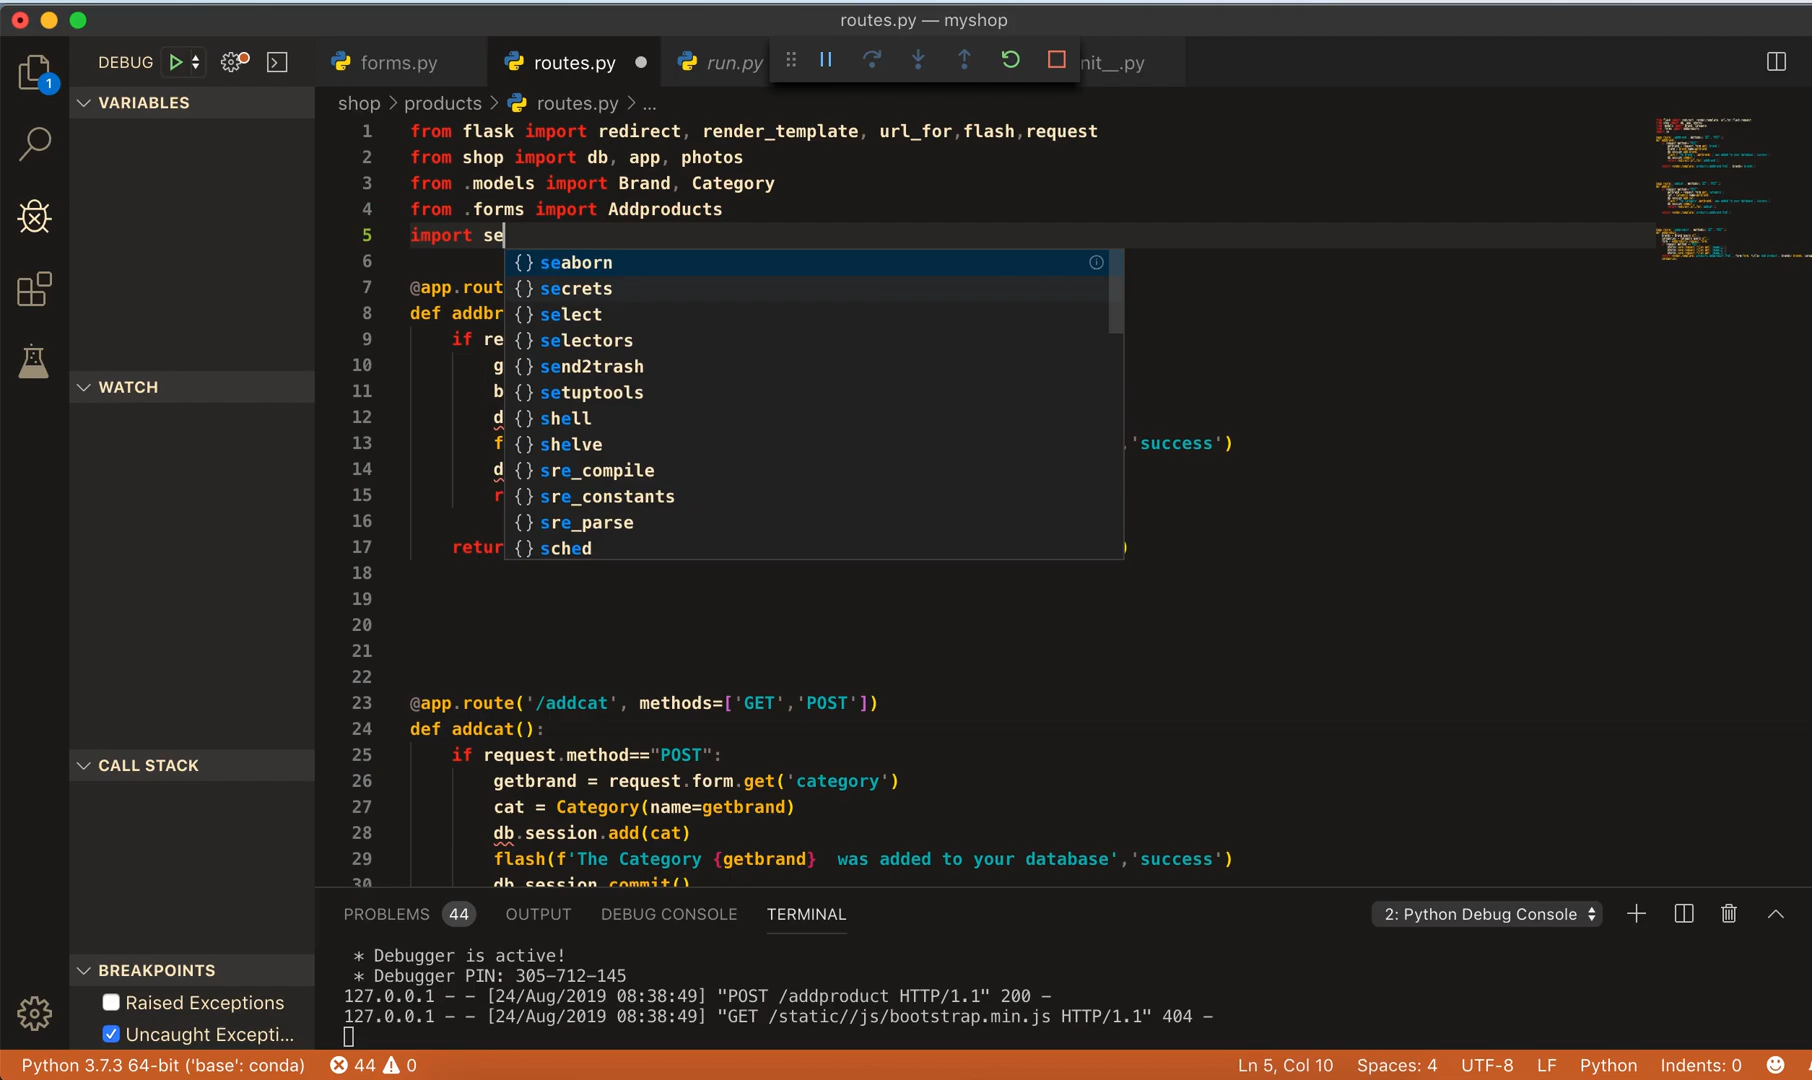 routes.py — myshop
1
DEBUG
forms.py
routes.py
run.py
nit__.py
VARIABLES
WATCH
CALL STACK
BREAKPOINTS
Raised Exceptions
Uncaught Excepti...
shop > products > routes.py > ...
1 from flask import redirect, render_template, url_for,flash,request
2 from shop import db, app, photos
3 from .models import Brand, Category
4 from .forms import Addproducts
5 import se
6
7 @app.rout
8 def addbr
9 if re
10 g
11 b
12 d
13 f ,'success')
14 d
15 r
16
17 retur )
18
19
20
21
22
23 @app.route('/addcat', methods=['GET','POST'])
24 def addcat():
25 if request.method=="POST":
26 getbrand = request.form.get('category')
27 cat = Category(name=getbrand)
28 db.session.add(cat)
29 flash(f'The Category {getbrand}  was added to your database','success')
30 db.session.commit()
{} seaborn
{} secrets
{} select
{} selectors
{} send2trash
{} setuptools
{} shell
{} shelve
{} sre_compile
{} sre_constants
{} sre_parse
{} sched
PROBLEMS 44 OUTPUT DEBUG CONSOLE TERMINAL 2: Python Debug Console
* Debugger is active!
* Debugger PIN: 305-712-145
127.0.0.1 - - [24/Aug/2019 08:38:49] "POST /addproduct HTTP/1.1" 200 -
127.0.0.1 - - [24/Aug/2019 08:38:49] "GET /static//js/bootstrap.min.js HTTP/1.1" 404 -
Python 3.7.3 64-bit ('base': conda) 44 0 Ln 5, Col 10 Spaces: 4 UTF-8 LF Python Indents: 0